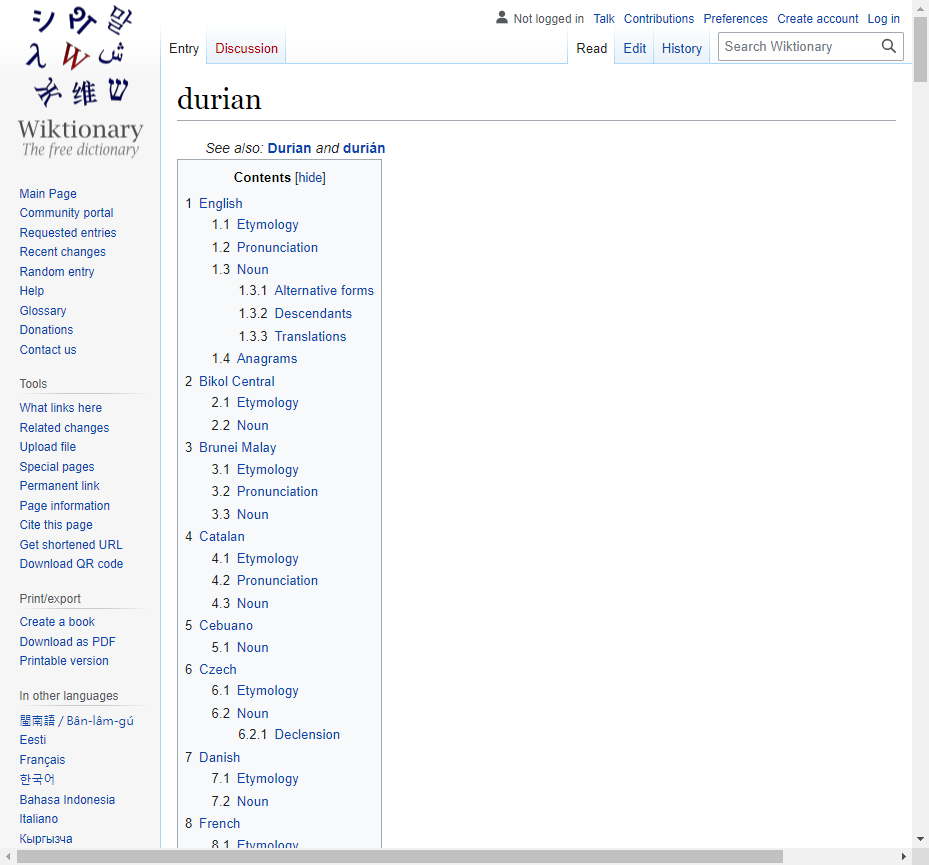 Not logged in Talk Contributions Preferences Create account Log in
Entry Discussion Read Edit History Search Wiktionary
Wiktionary
The free dictionary
Main Page
Community portal
Requested entries
Recent changes
Random entry
Help
Glossary
Donations
Contact us
Tools
What links here
Related changes
Upload file
Special pages
Permanent link
Page information
Cite this page
Get shortened URL
Download QR code
Print/export
Create a book
Download as PDF
Printable version
In other languages
閩南語 / Bân-lâm-gú
Eesti
Français
한국어
Bahasa Indonesia
Italiano
Кыргызча
durian
See also: Durian and durián
Contents [hide]
1 English
1.1 Etymology
1.2 Pronunciation
1.3 Noun
1.3.1 Alternative forms
1.3.2 Descendants
1.3.3 Translations
1.4 Anagrams
2 Bikol Central
2.1 Etymology
2.2 Noun
3 Brunei Malay
3.1 Etymology
3.2 Pronunciation
3.3 Noun
4 Catalan
4.1 Etymology
4.2 Pronunciation
4.3 Noun
5 Cebuano
5.1 Noun
6 Czech
6.1 Etymology
6.2 Noun
6.2.1 Declension
7 Danish
7.1 Etymology
7.2 Noun
8 French
8.1 Etymology